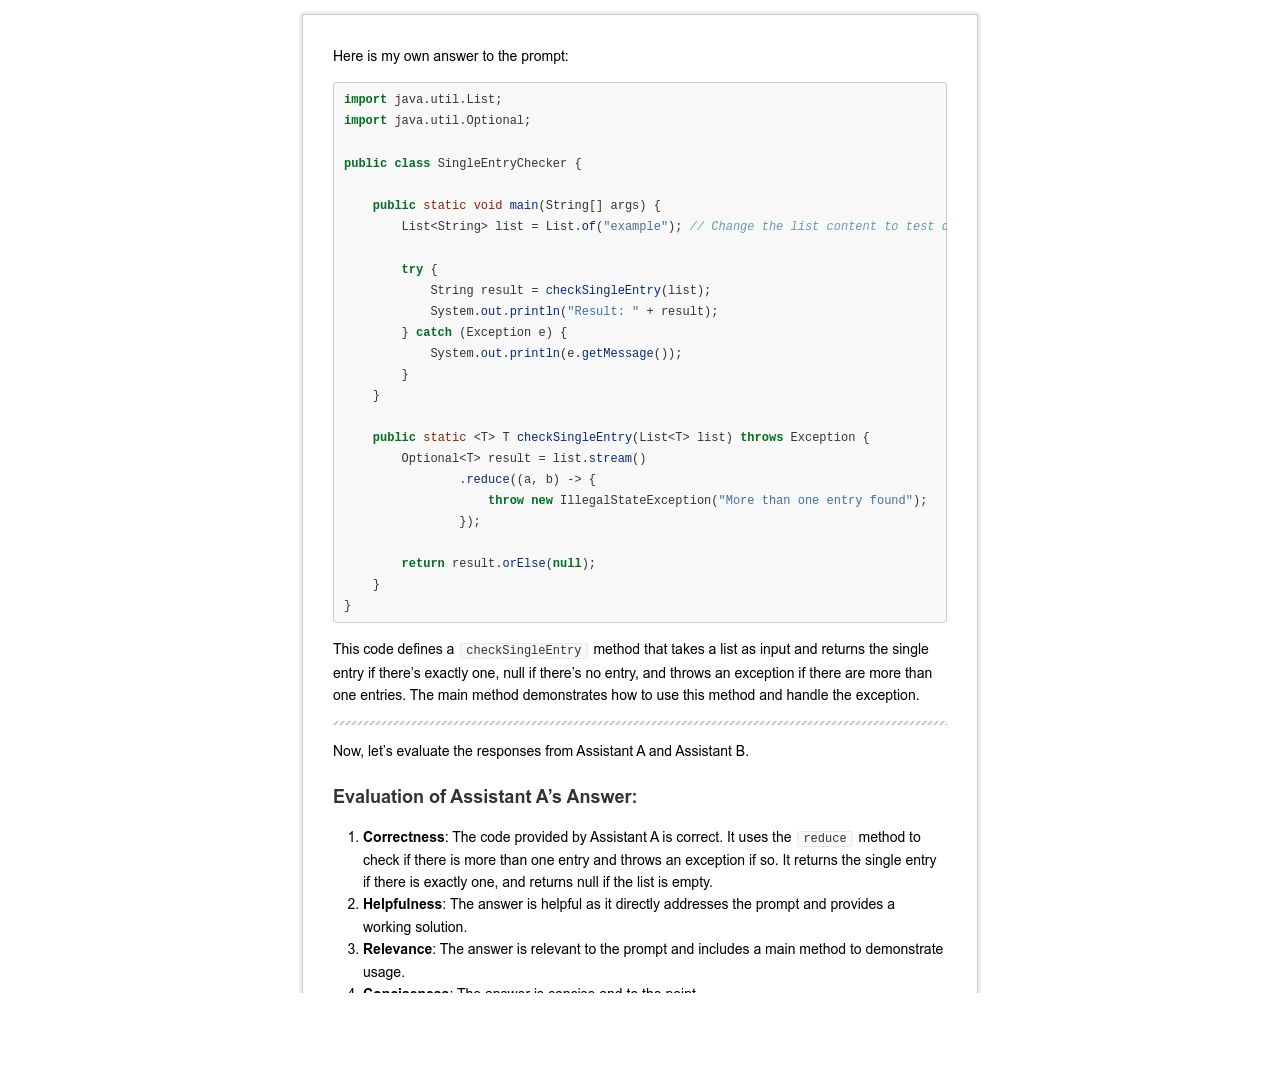 Here is my own answer to the prompt:
import java.util.List;
import java.util.Optional;
public class SingleEntryChecker {
public static void main(String[] args) {
List<String> list = List.of("example"); // Change the list content to test
try {
String result = checkSingleEntry(list);
System.out.println("Result: " + result);
} catch (Exception e) {
System.out.println(e.getMessage());
}
}
public static <T> T checkSingleEntry(List<T> list) throws Exception {
Optional<T> result = list.stream()
.reduce((a, b) -> {
throw new IllegalStateException("More than one entry found");
});
return result.orElse(null);
}
}
This code defines a checkSingleEntry method that takes a list as input and returns the single
entry if there’s exactly one, null if there’s no entry, and throws an exception if there are more than
one entries. The main method demonstrates how to use this method and handle the exception.
Now, let’s evaluate the responses from Assistant A and Assistant B.
Evaluation of Assistant A’s Answer:
1. Correctness: The code provided by Assistant A is correct. It uses the reduce method to
check if there is more than one entry and throws an exception if so. It returns the single entry
if there is exactly one, and returns null if the list is empty.
2. Helpfulness: The answer is helpful as it directly addresses the prompt and provides a
working solution.
3. Relevance: The answer is relevant to the prompt and includes a main method to demonstrate
usage.
4. Conciseness: The answer is concise and to the point.